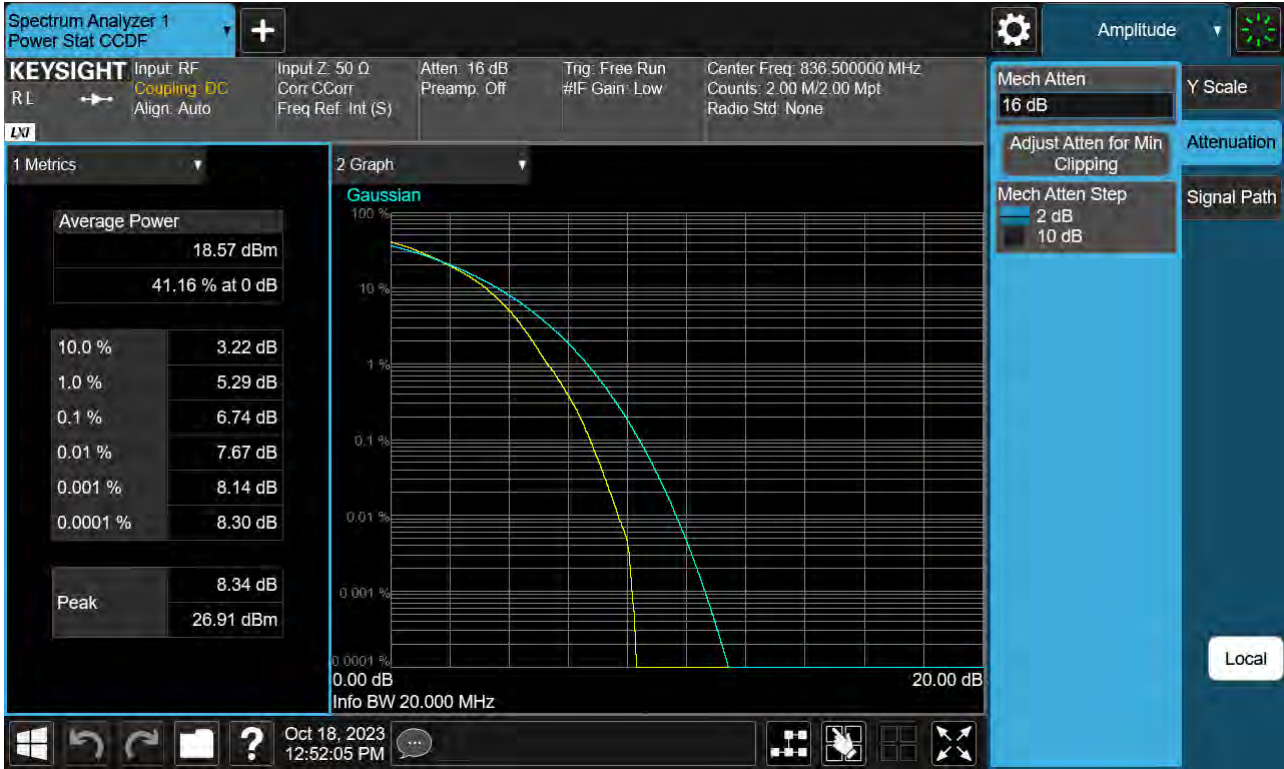 Spectrum Analyzer 1
Power Stat CCDF
Amplitude
KEYSIGHT
R L
LXI
Input: RF
Coupling: DC
Align: Auto
Input Z: 50 Ω
Corr CCorr
Freq Ref: Int (S)
Atten: 16 dB
Preamp: Off
Trig: Free Run
#IF Gain: Low
Center Freq: 836.500000 MHz
Counts: 2.00 M/2.00 Mpt
Radio Std: None
1 Metrics
Average Power
18.57 dBm
41.16 % at 0 dB
10.0 % 3.22 dB
1.0 % 5.29 dB
0.1 % 6.74 dB
0.01 % 7.67 dB
0.001 % 8.14 dB
0.0001 % 8.30 dB
Peak
8.34 dB
26.91 dBm
2 Graph
Gaussian
100 %
10 %
1 %
0.1 %
0.01 %
0.001 %
0.0001 %
0.00 dB 20.00 dB
Info BW 20.000 MHz
Mech Atten
16 dB
Adjust Atten for Min
Clipping
Mech Atten Step
2 dB
10 dB
Y Scale
Attenuation
Signal Path
Local
Oct 18, 2023
12:52:05 PM